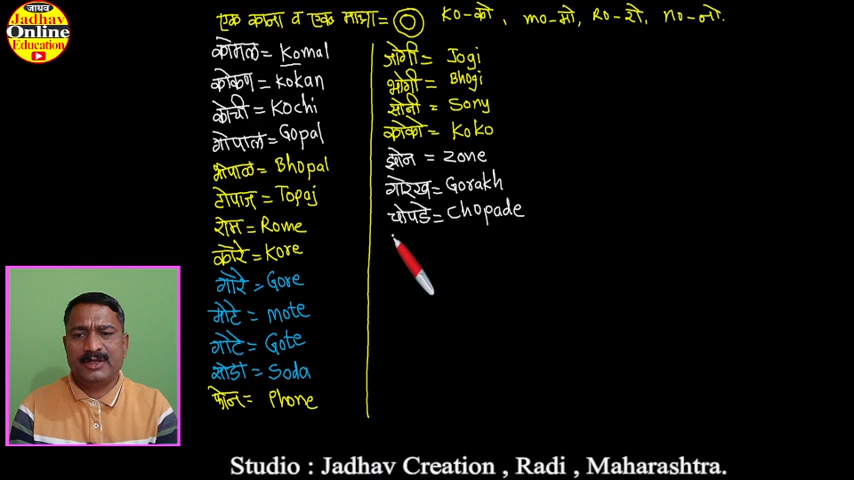 जाधव
Jadhav
Online
Education
एक काना व एक मात्रा = O Ko-को, mo-मो, Ro-रो, no-नो.
कोमल = Komal
कोकण = Kokan
कोची = Kochi
गोपाल = Gopal
भोपाळ = Bhopal
टोपाज = Topaj
रोम = Rome
कोरे = Kore
गोरे = Gore
मोटे = mote
गोटे = Gote
सोडा = Soda
फोन = Phone
जोगी = Jogi
भोगी = Bhogi
सोनी = Sony
कोको = Koko
झोन = Zone
गोरख = Gorakh
चोपडे = Chopade
Studio : Jadhav Creation , Radi , Maharashtra.